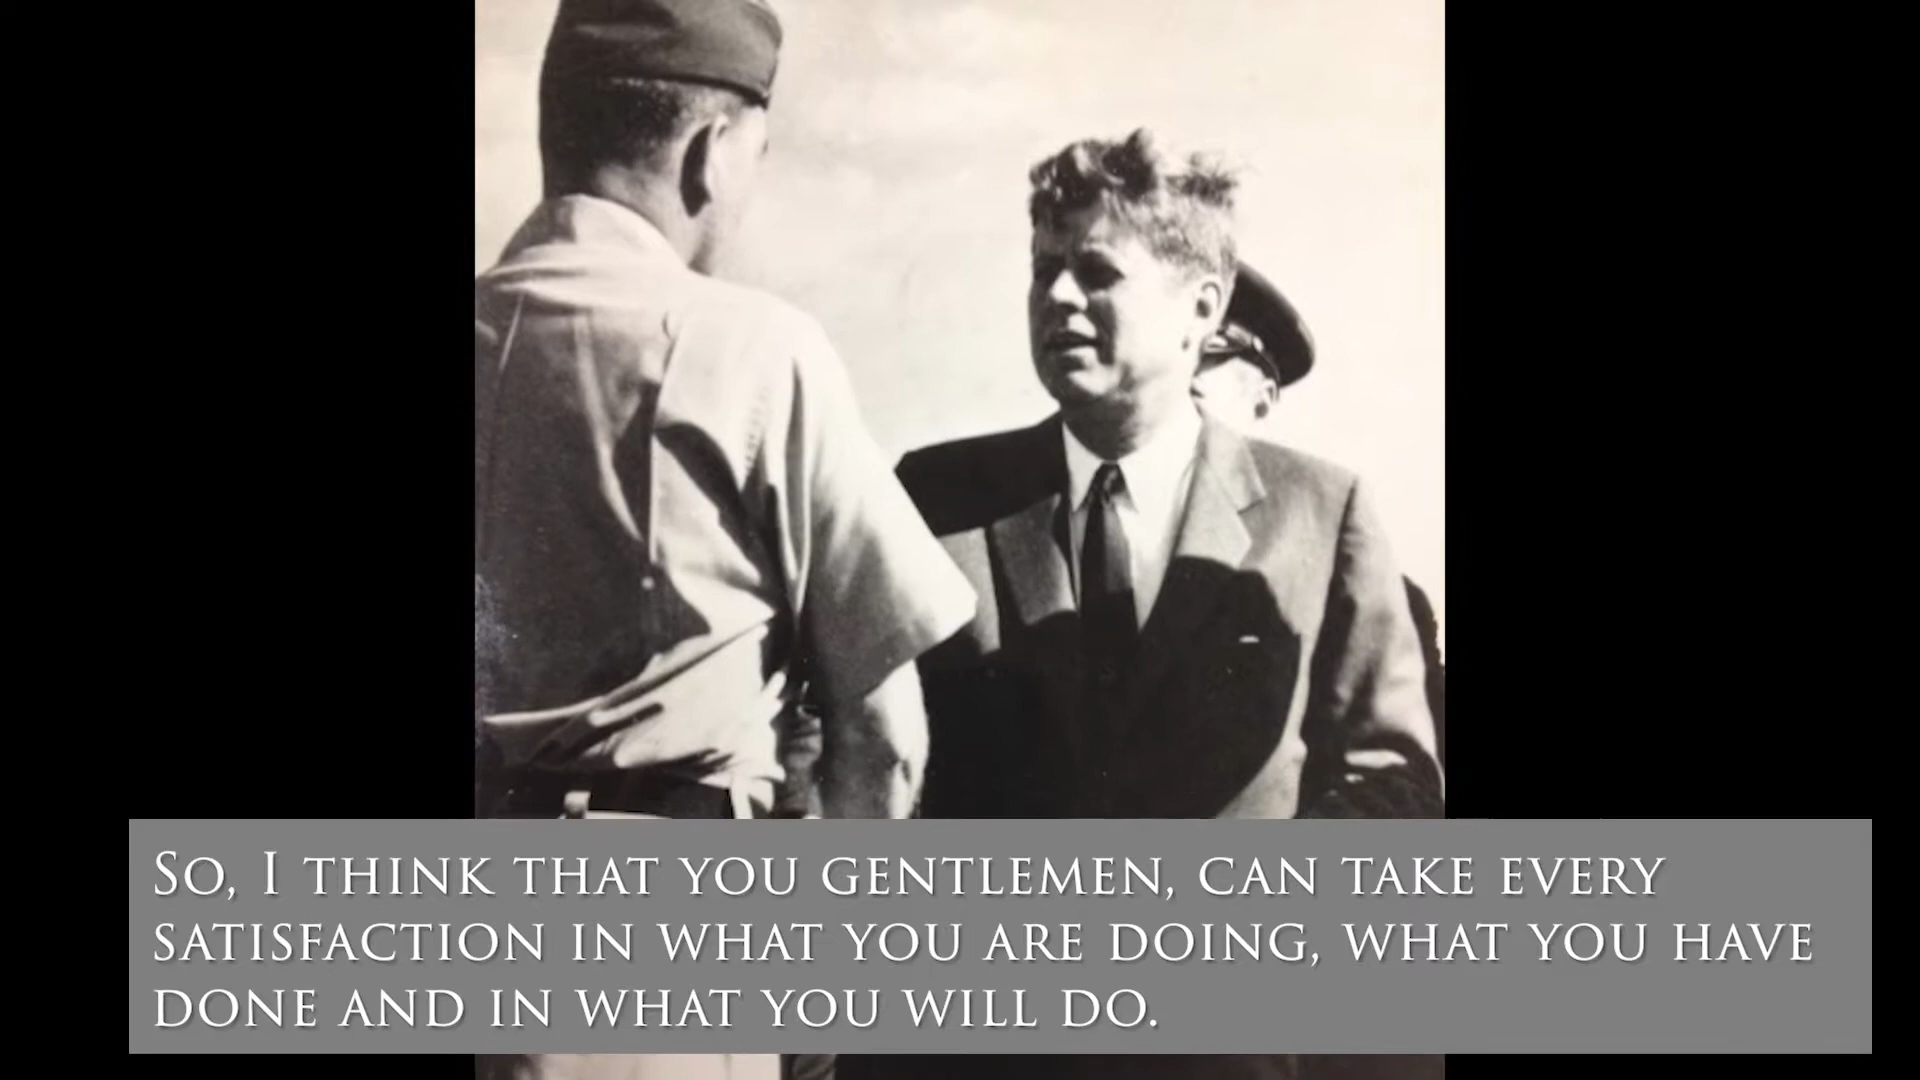 So, I think that you gentlemen, can take every
satisfaction in what you are doing, what you have
done and in what you will do.